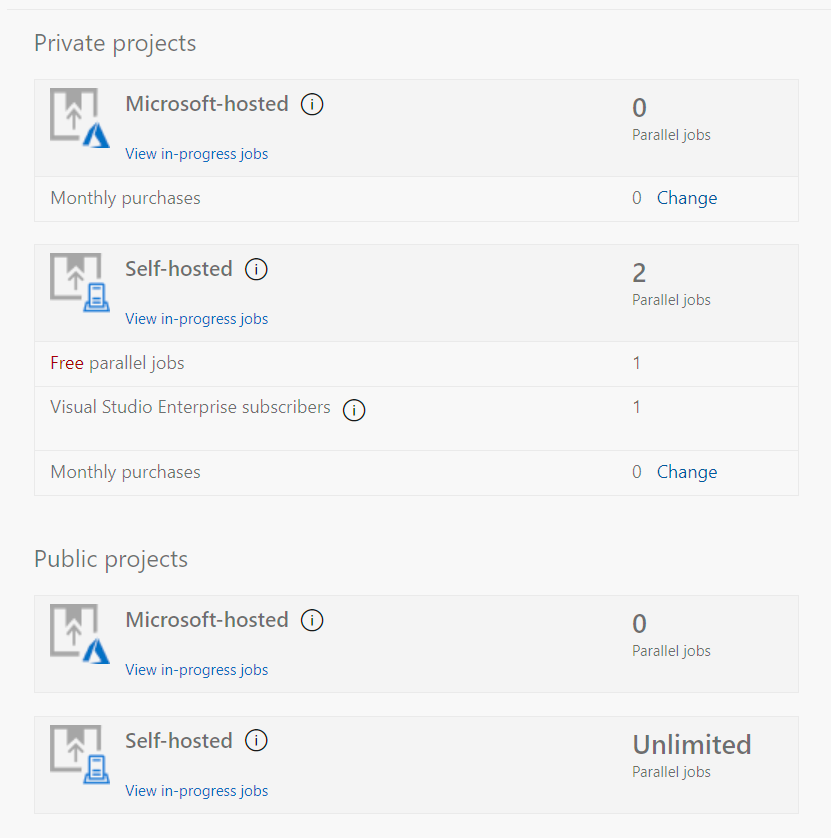 Private projects
Microsoft-hosted
0
Parallel jobs
View in-progress jobs
Monthly purchases 0 Change
Self-hosted
2
Parallel jobs
View in-progress jobs
Free parallel jobs 1
Visual Studio Enterprise subscribers 1
Monthly purchases 0 Change
Public projects
Microsoft-hosted
0
Parallel jobs
View in-progress jobs
Self-hosted
Unlimited
Parallel jobs
View in-progress jobs